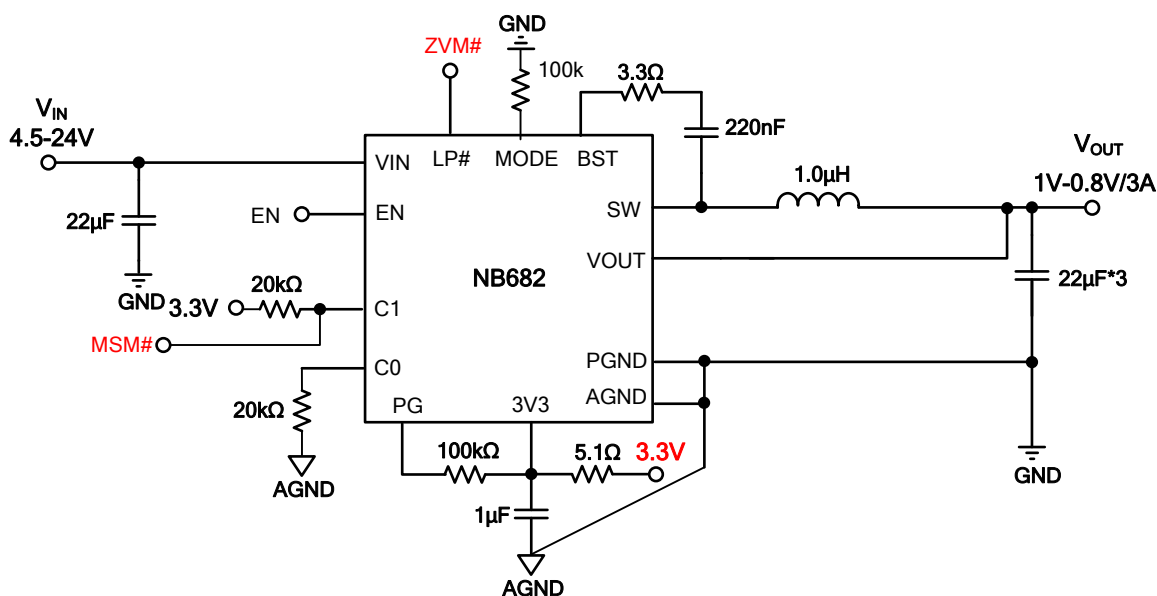 GND
ZVM#
100k
3.3Ω
VIN
4.5-24V
220nF
VIN
LP#
MODE
BST
VOUT
1V-0.8V/3A
1.0µH
22µF
EN
EN
SW
VOUT
NB682
22µF*3
20kΩ
GND
3.3V
C1
MSM#
C0
PGND
AGND
20kΩ
PG
3V3
100kΩ
5.1Ω
3.3V
GND
AGND
1µF
AGND